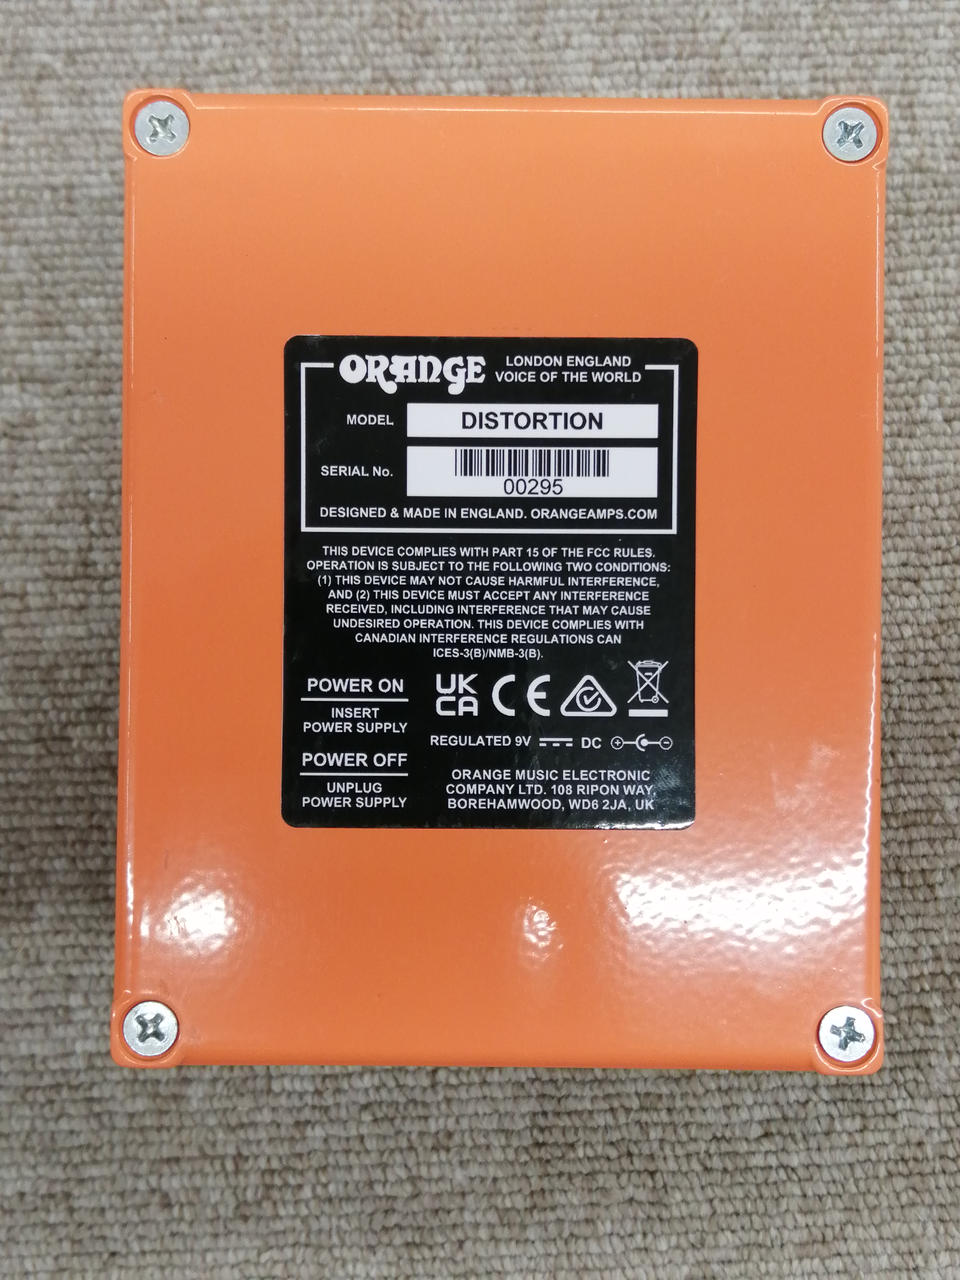 ORANGE
LONDON ENGLAND
VOICE OF THE WORLD
MODEL DISTORTION
SERIAL No. 00295
DESIGNED & MADE IN ENGLAND. ORANGEAMPS.COM
THIS DEVICE COMPLIES WITH PART 15 OF THE FCC RULES.
OPERATION IS SUBJECT TO THE FOLLOWING TWO CONDITIONS:
(1) THIS DEVICE MAY NOT CAUSE HARMFUL INTERFERENCE,
AND (2) THIS DEVICE MUST ACCEPT ANY INTERFERENCE
RECEIVED, INCLUDING INTERFERENCE THAT MAY CAUSE
UNDESIRED OPERATION. THIS DEVICE COMPLIES WITH
CANADIAN INTERFERENCE REGULATIONS CAN
ICES-3(B)/NMB-3(B).
POWER ON
INSERT
POWER SUPPLY
POWER OFF
UNPLUG
POWER SUPPLY
UK
CA
CE
REGULATED 9V DC
ORANGE MUSIC ELECTRONIC
COMPANY LTD. 108 RIPON WAY,
BOREHAMWOOD, WD6 2JA, UK